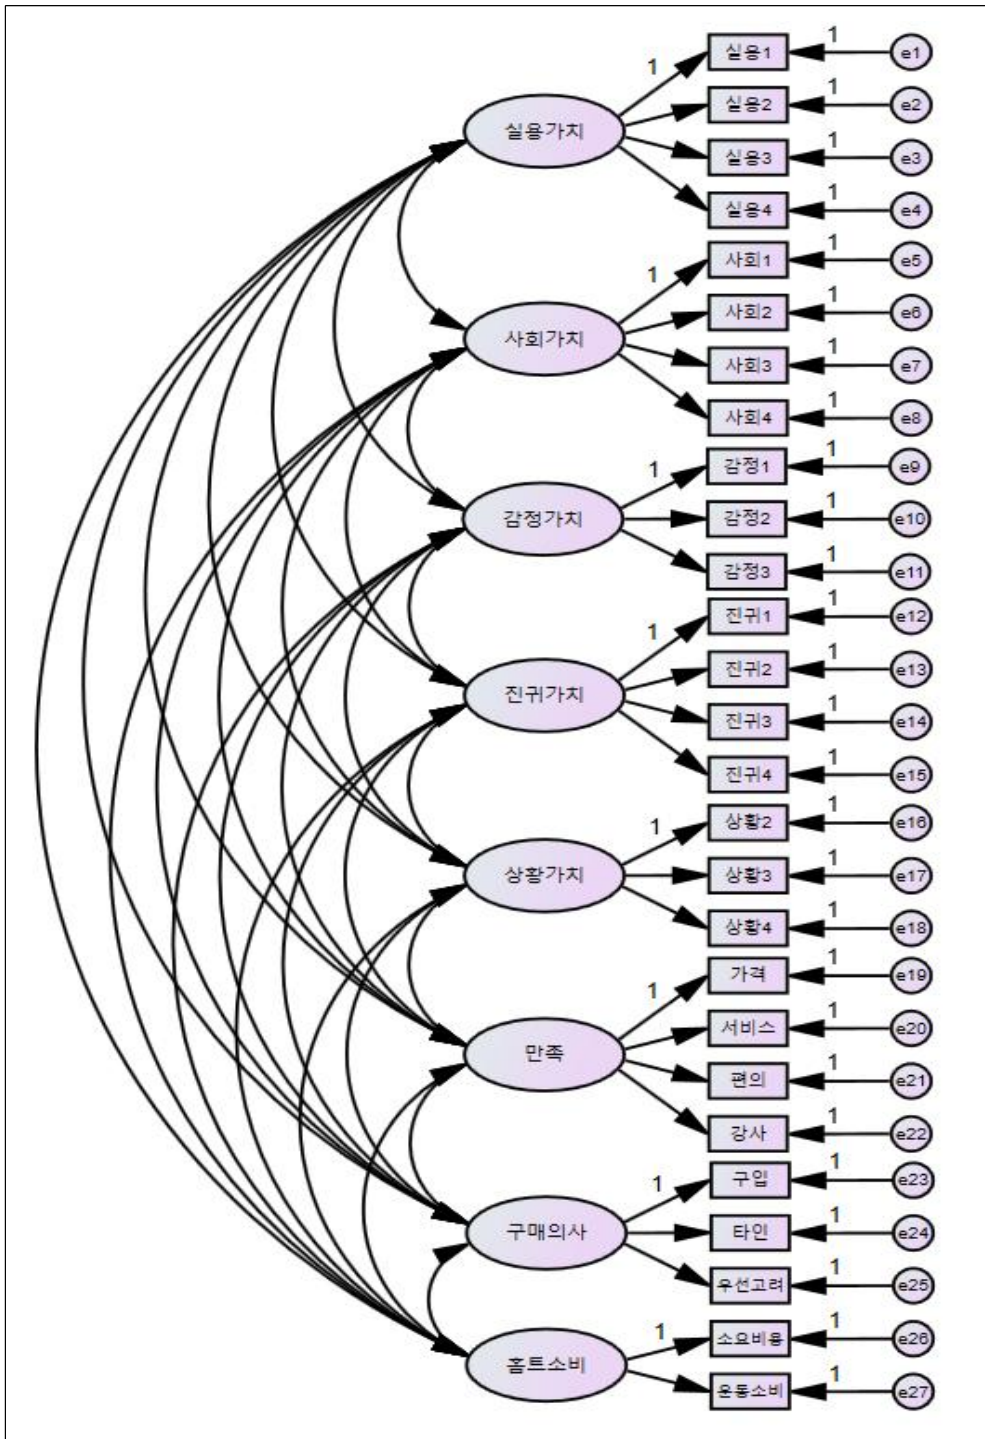 1 실용1 1 e1
실용가치 실용2 1 e2
실용3 1 e3
실용4 1 e4
1 사회1 1 e5
사회가치 사회2 1 e6
사회3 1 e7
사회4 1 e8
1 감정1 1 e9
감정가치 감정2 1 e10
감정3 1 e11
1 진귀1 1 e12
진귀가치 진귀2 1 e13
진귀3 1 e14
진귀4 1 e15
1 상황2 1 e16
상황가치 상황3 1 e17
상황4 1 e18
1 가격 1 e19
만족 서비스 1 e20
편의 1 e21
강사 1 e22
1 구입 1 e23
구매의사 타인 1 e24
우선고려 1 e25
1 소요비용 1 e26
홈트소비 운동소비 1 e27